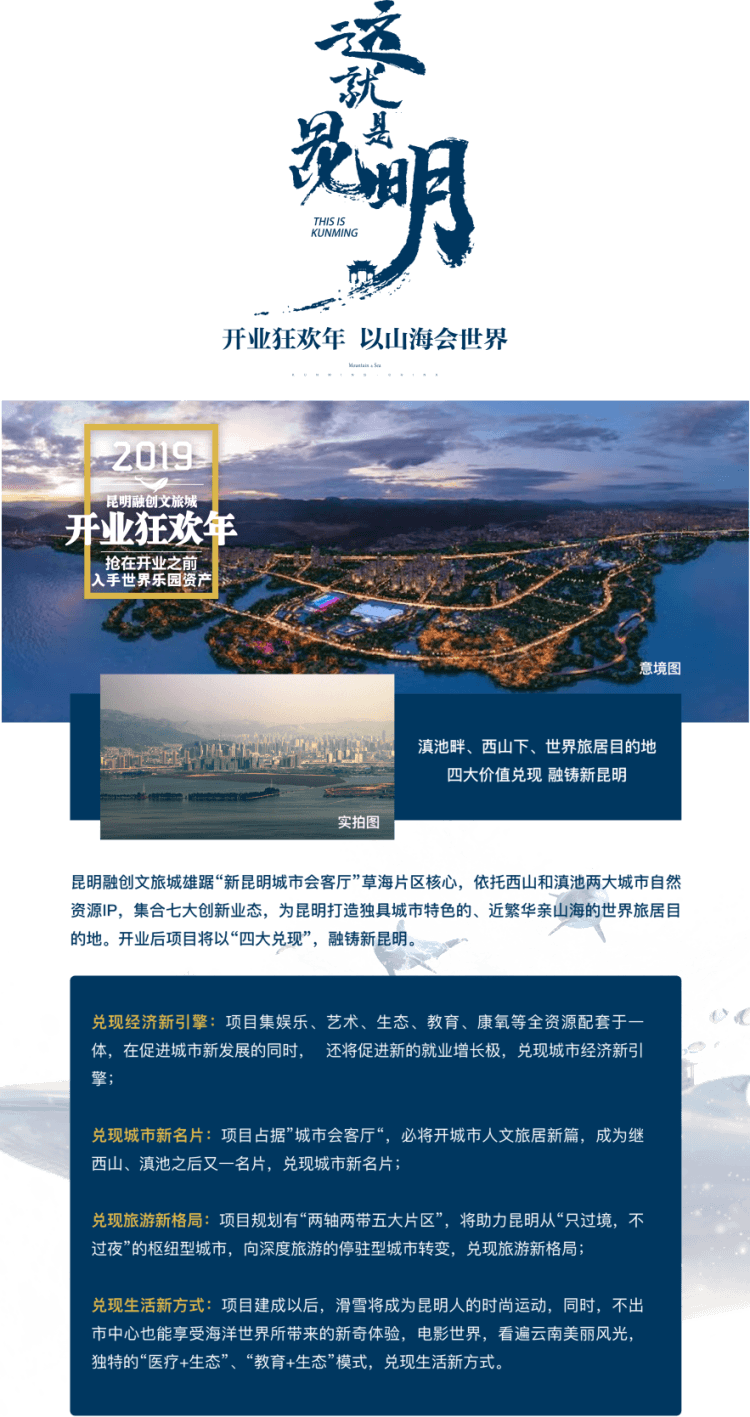 这
就
是
昆明
THIS IS
KUNMING
开业狂欢年 以山海会世界
Mountain & Sea
2019
昆明融创文旅城
开业狂欢年
抢在开业之前
入手世界乐园资产
意境图
实拍图
滇池畔、西山下、世界旅居目的地
四大价值兑现 融铸新昆明
昆明融创文旅城雄踞“新昆明城市会客厅”草海片区核心，依托西山和滇池两大城市自然
资源IP，集合七大创新业态，为昆明打造独具城市特色的、近繁华亲山海的世界旅居目
的地。开业后项目将以“四大兑现”，融铸新昆明。
兑现经济新引擎：项目集娱乐、艺术、生态、教育、康氧等全资源配套于一
体，在促进城市新发展的同时， 还将促进新的就业增长极，兑现城市经济新引
擎；
兑现城市新名片：项目占据”城市会客厅“，必将开城市人文旅居新篇，成为继
西山、滇池之后又一名片，兑现城市新名片；
兑现旅游新格局：项目规划有“两轴两带五大片区”，将助力昆明从“只过境，不
过夜”的枢纽型城市，向深度旅游的停驻型城市转变，兑现旅游新格局；
兑现生活新方式：项目建成以后，滑雪将成为昆明人的时尚运动，同时，不出
市中心也能享受海洋世界所带来的新奇体验，电影世界，看遍云南美丽风光，
独特的“医疗+生态”、“教育+生态”模式，兑现生活新方式。